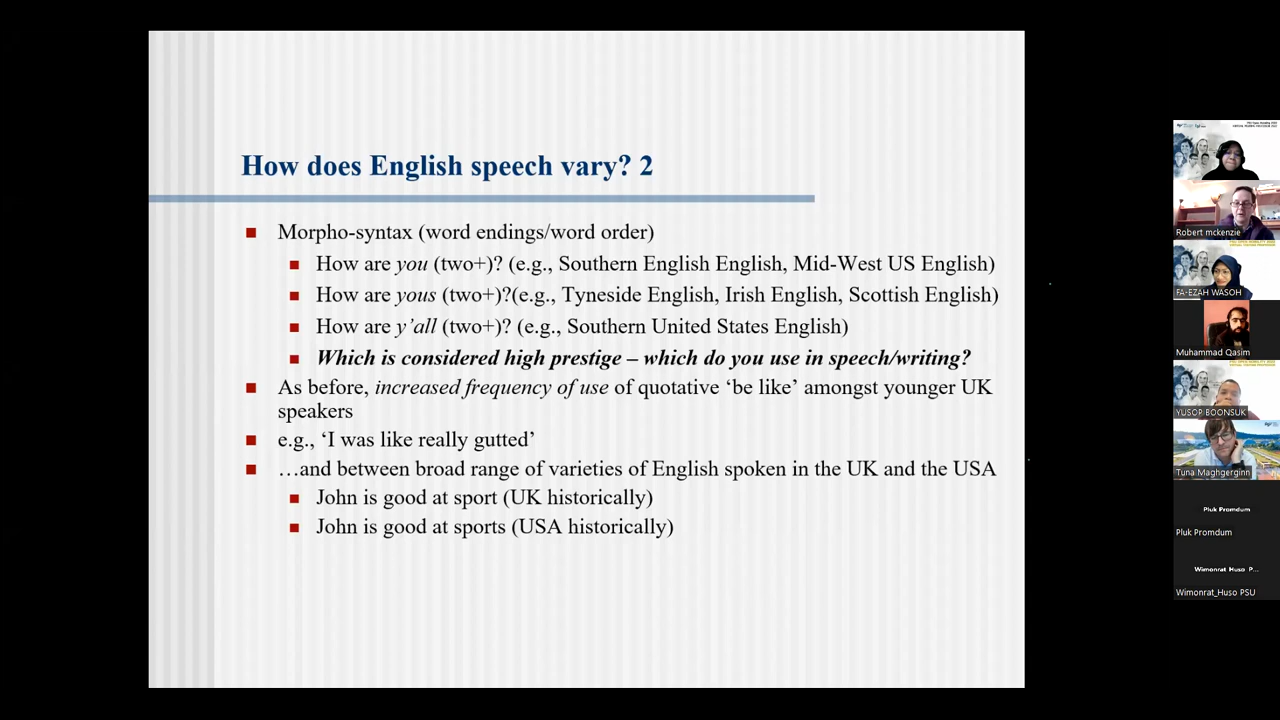 How does English speech vary? 2
Morpho-syntax (word endings/word order)
How are you (two+)? (e.g., Southern English English, Mid-West US English)
How are yous (two+)?(e.g., Tyneside English, Irish English, Scottish English)
How are y’all (two+)? (e.g., Southern United States English)
Which is considered high prestige – which do you use in speech/writing?
As before, increased frequency of use of quotative ‘be like’ amongst younger UK
speakers
e.g., ‘I was like really gutted’
…and between broad range of varieties of English spoken in the UK and the USA
John is good at sport (UK historically)
John is good at sports (USA historically)
Robert mckenzie
FA-EZAH WASOH
Muhammad Qasim
YUSOP BOONSUK
Tuna Maghgerginn
Pluk Promdum
Pluk Promdum
Wimonrat Huso P...
Wimonrat_Huso PSU